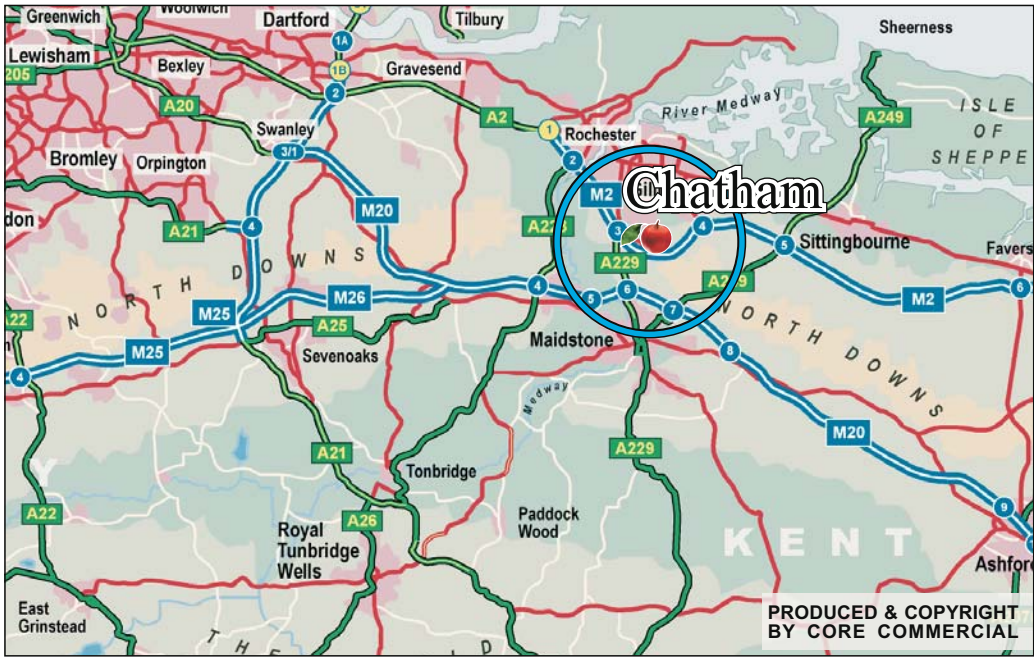 Greenwich
Woolwich
Dartford
Tilbury
Sheerness
1A
Lewisham
205
Bexley
1B
Gravesend
2
River Medway
A20
A2
A249
ISLE
OF
SHEPPE
Swanley
1
Rochester
3/1
2
Bromley
Orpington
M20
M2
Gil
Chatham
don
A21
4
3
4
A229
5
Sittingbourne
Favers
NORTH DOWNS
M26
4
5
6
7
M2
6
M25
22
A25
Sevenoaks
Maidstone
NORTH DOWNS
M25
4
8
Medway
M20
A21
Tonbridge
A229
Y
A22
A26
Royal
Tunbridge
Wells
Paddock
Wood
KENT
9
Ashford
East
Grinstead
THE
LD
PRODUCED & COPYRIGHT
BY CORE COMMERCIAL